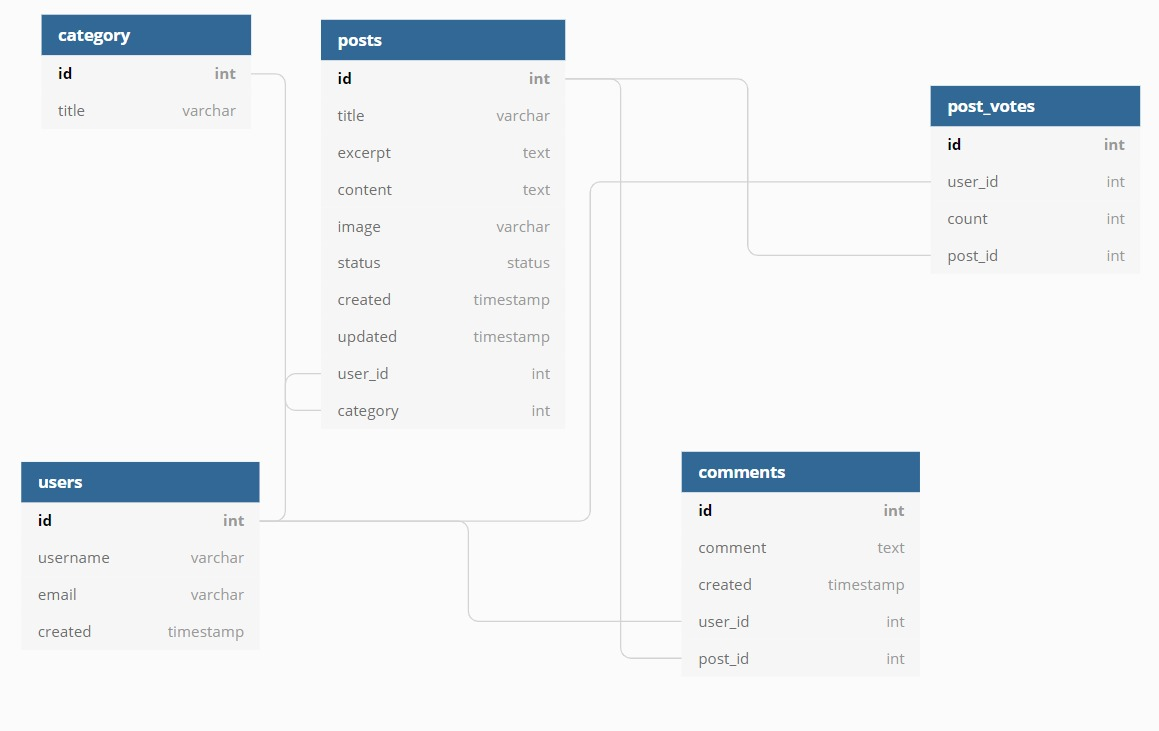 category
id int
title varchar
posts
id int
title varchar
excerpt text
content text
image varchar
status status
created timestamp
updated timestamp
user_id int
category int
post_votes
id int
user_id int
count int
post_id int
users
id int
username varchar
email varchar
created timestamp
comments
id int
comment text
created timestamp
user_id int
post_id int